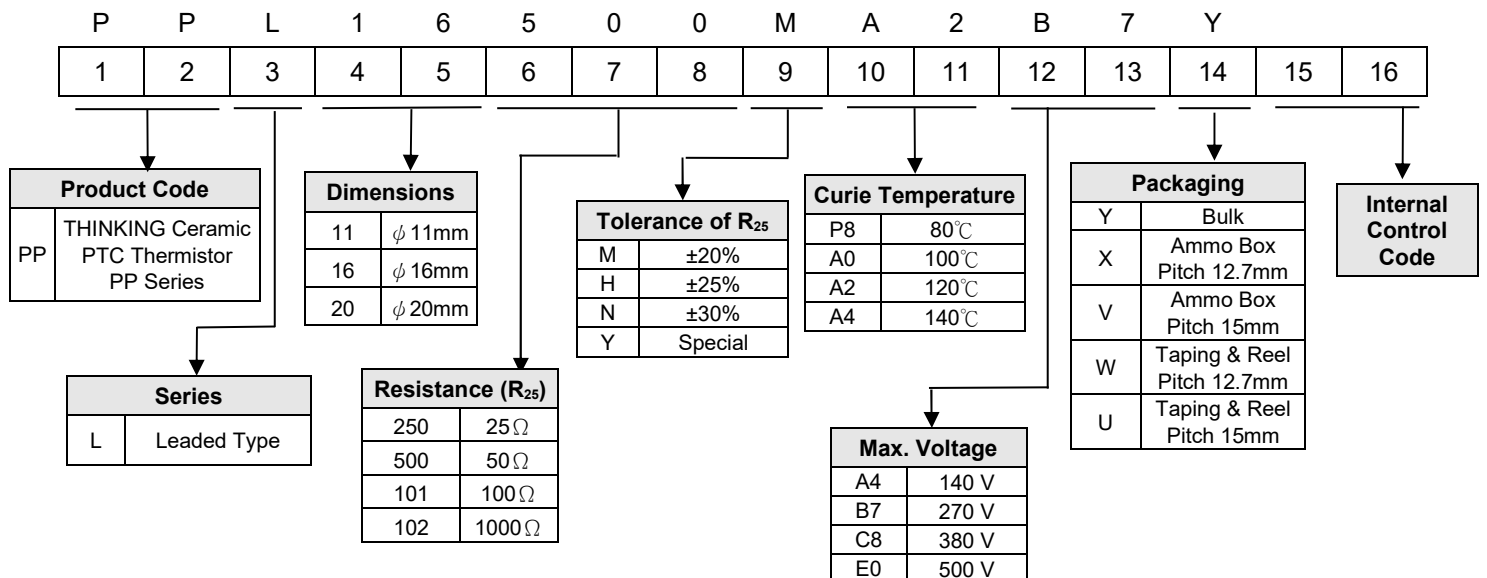 P P L 1 6 5 0 0 M A 2 B 7 Y
1 2 3 4 5 6 7 8 9 10 11 12 13 14 15 16
Product Code
PP THINKING Ceramic
PTC Thermistor
PP Series
Series
L Leaded Type
Dimensions
11 ϕ 11mm
16 ϕ 16mm
20 ϕ 20mm
Resistance (R25)
250 25Ω
500 50Ω
101 100Ω
102 1000Ω
Tolerance of R25
M ±20%
H ±25%
N ±30%
Y Special
Curie Temperature
P8 80℃
A0 100℃
A2 120℃
A4 140℃
Max. Voltage
A4 140 V
B7 270 V
C8 380 V
E0 500 V
Packaging
Y Bulk
X Ammo Box
Pitch 12.7mm
V Ammo Box
Pitch 15mm
W Taping & Reel
Pitch 12.7mm
U Taping & Reel
Pitch 15mm
Internal
Control
Code